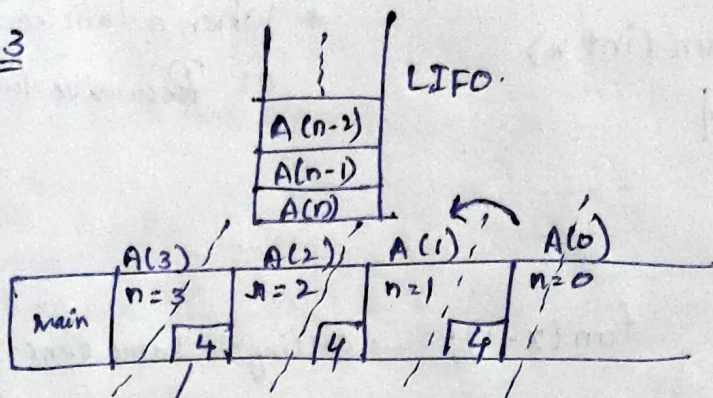 3
LIFO.
A(n-2)
A(n-1)
A(n)
A(3) A(2) A(1) A(0)
main n=3 n=2 n=1 n=0
4 4 4